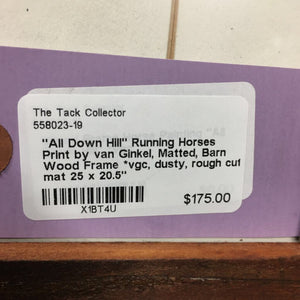 The Tack Collector
558023-19
"All Down Hill" Running Horses
Print by van Ginkel, Matted, Barn
Wood Frame *vgc, dusty, rough cut
mat 25 x 20.5"
X1BT4U
$175.00